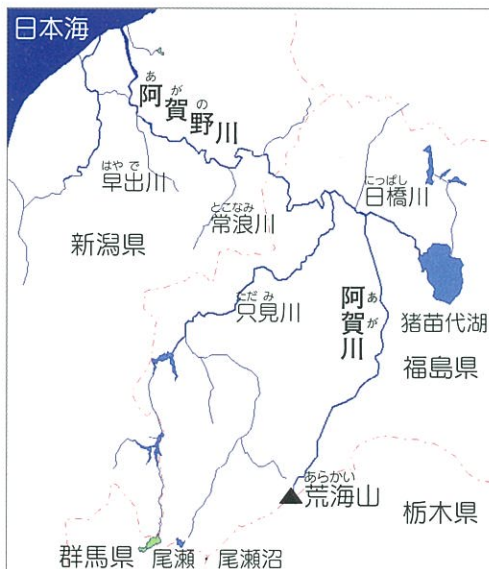 日本海
あがの
阿賀野川
はやで
早出川
とこなみ
常浪川
にっぱし
日橋川
新潟県
ただみ
只見川
あが
阿賀川
猪苗代湖
福島県
あらかい
荒海山
栃木県
群馬県
尾瀬・尾瀬沼